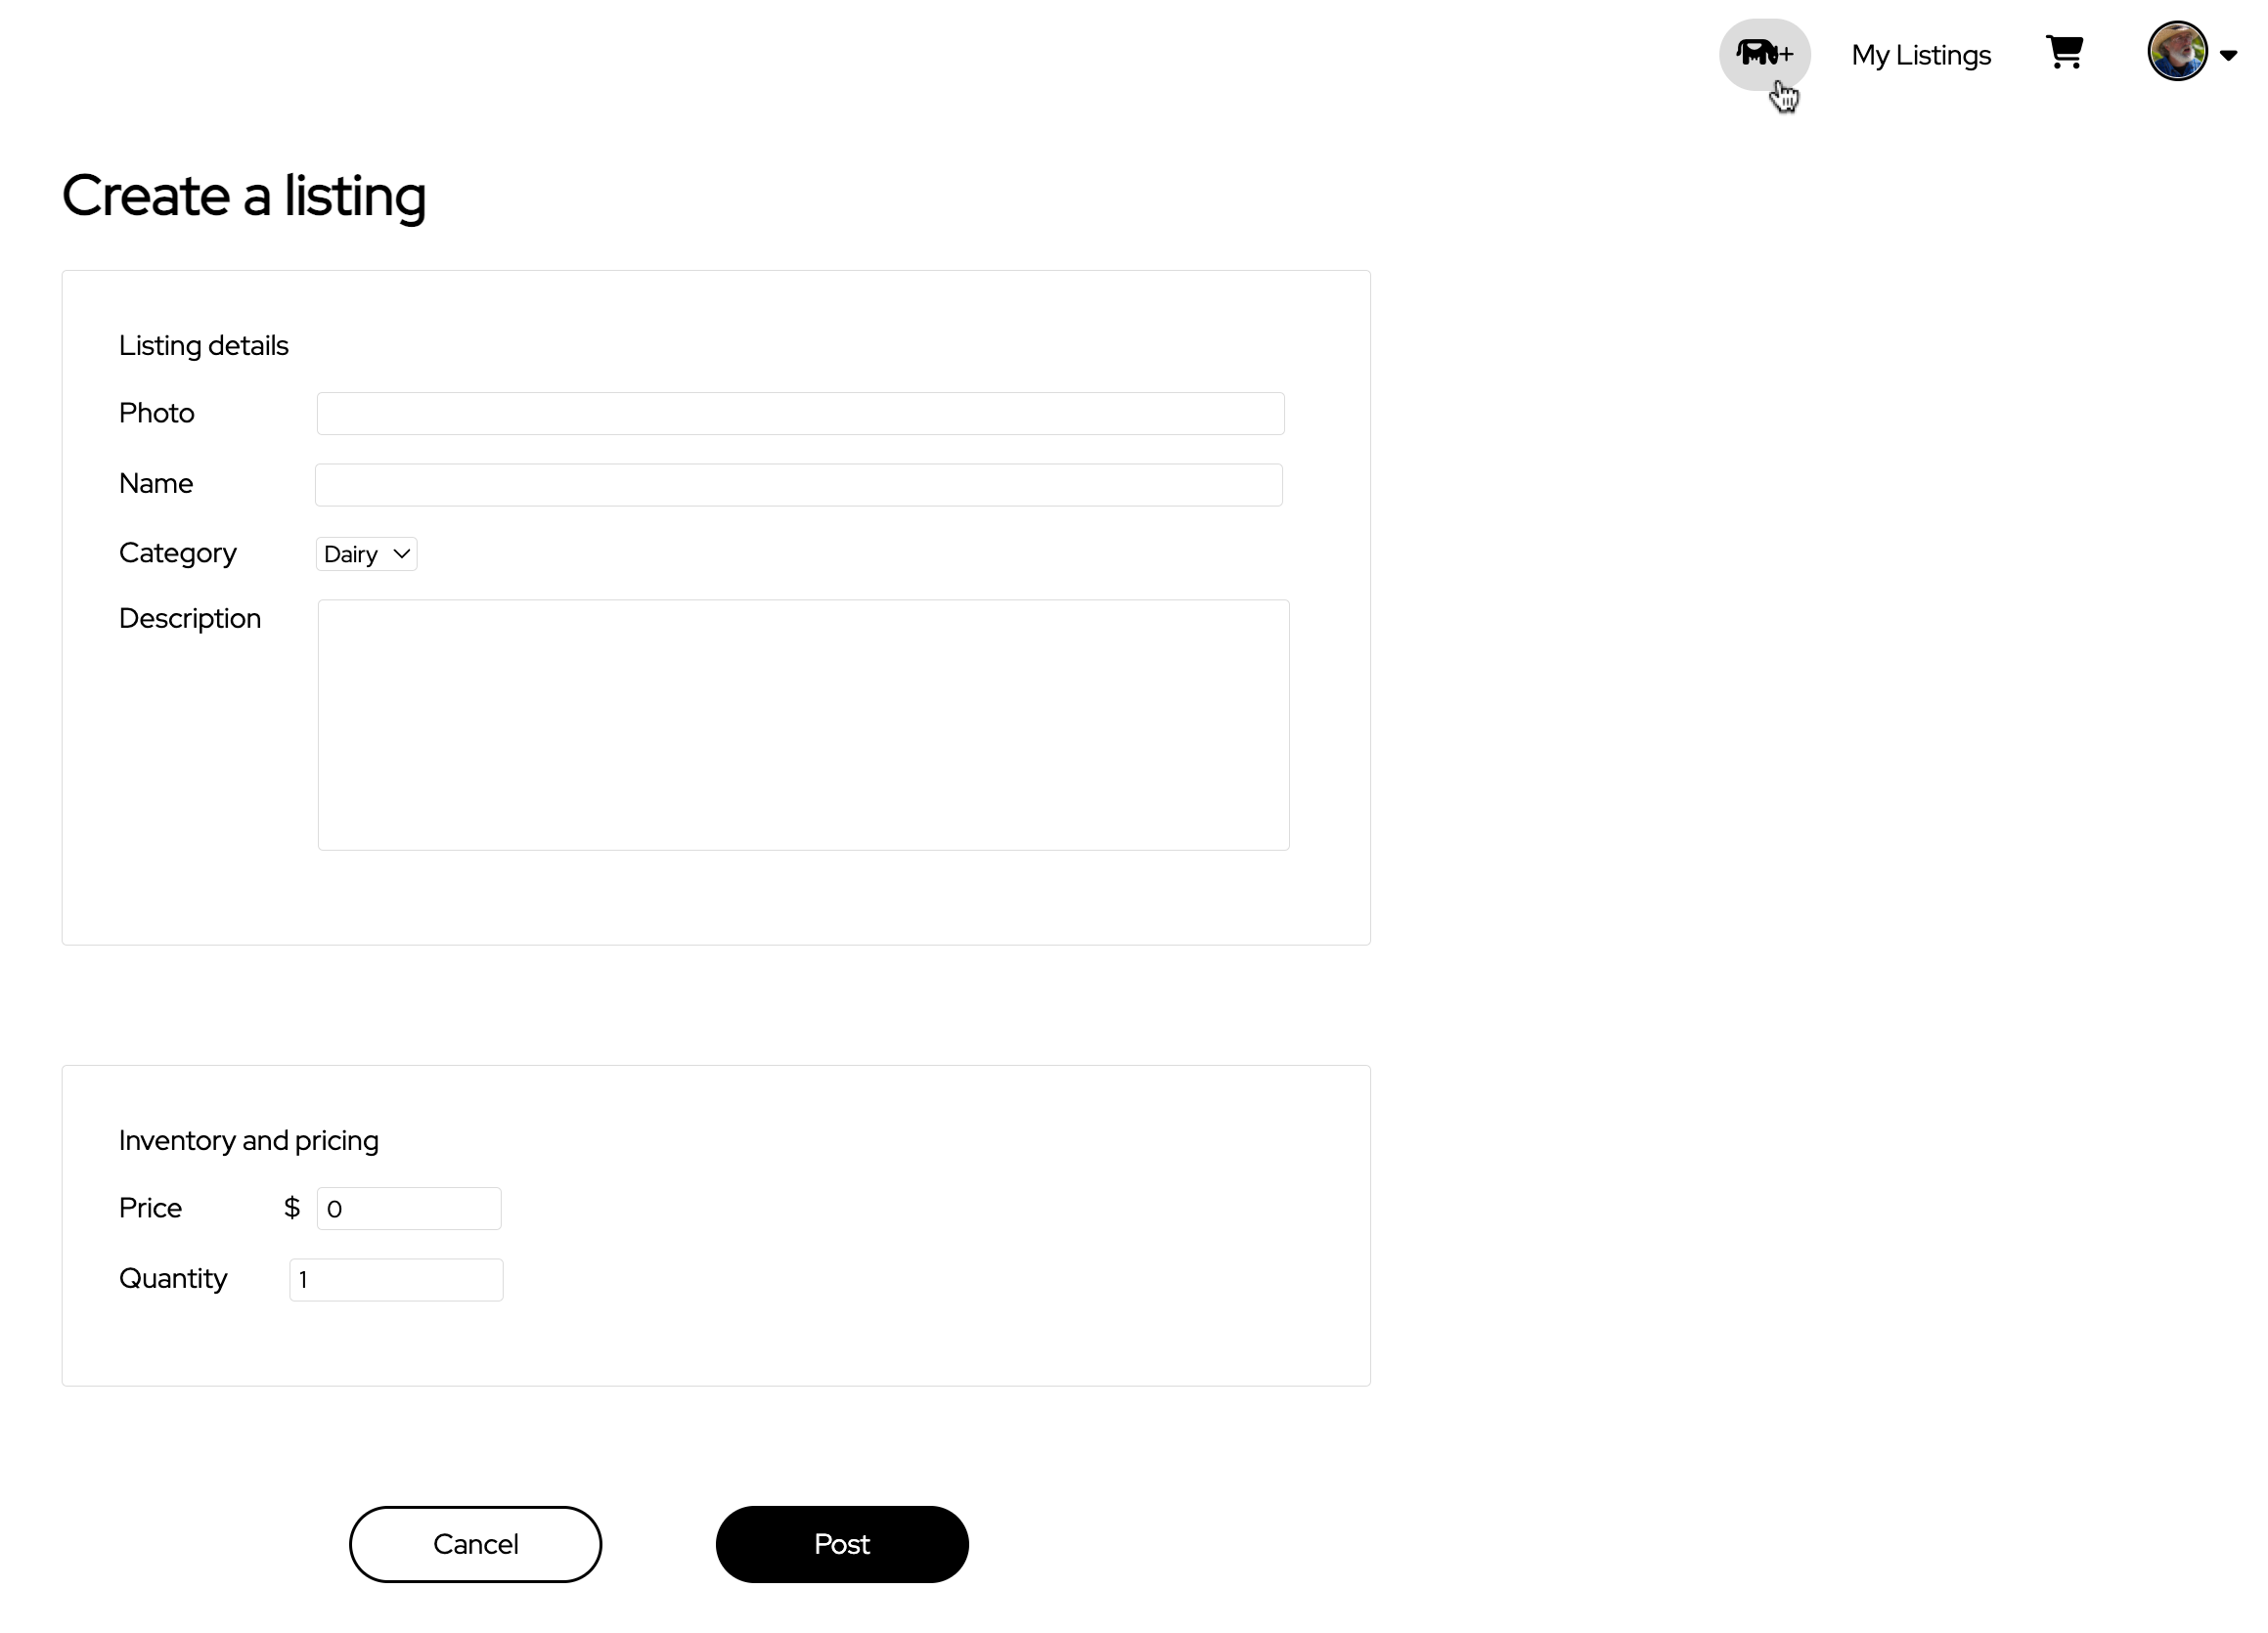 + My Listings
Create a listing
Listing details
Photo
Name
Category Dairy
Description
Inventory and pricing
Price $ 0
Quantity 1
Cancel Post